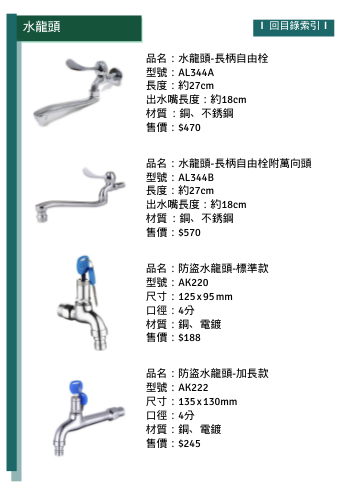 水龍頭
回目錄索引
品名：水龍頭-長柄自由栓
型號：AL344A
長度：約27cm
出水嘴長度：約18cm
材質 ：銅、不銹鋼
售價：$470
品名：水龍頭-長柄自由栓附萬向頭
型號：AL344B
長度：約27cm
出水嘴長度：約18cm
材質 ：銅、不銹鋼
售價：$570
品名：防盜水龍頭-標準款
型號：AK220
尺寸：125x95mm
口徑：4分
材質：銅、電鍍
售價：$188
品名：防盜水龍頭-加長款
型號：AK222
尺寸：135x130mm
口徑：4分
材質：銅、電鍍
售價：$245